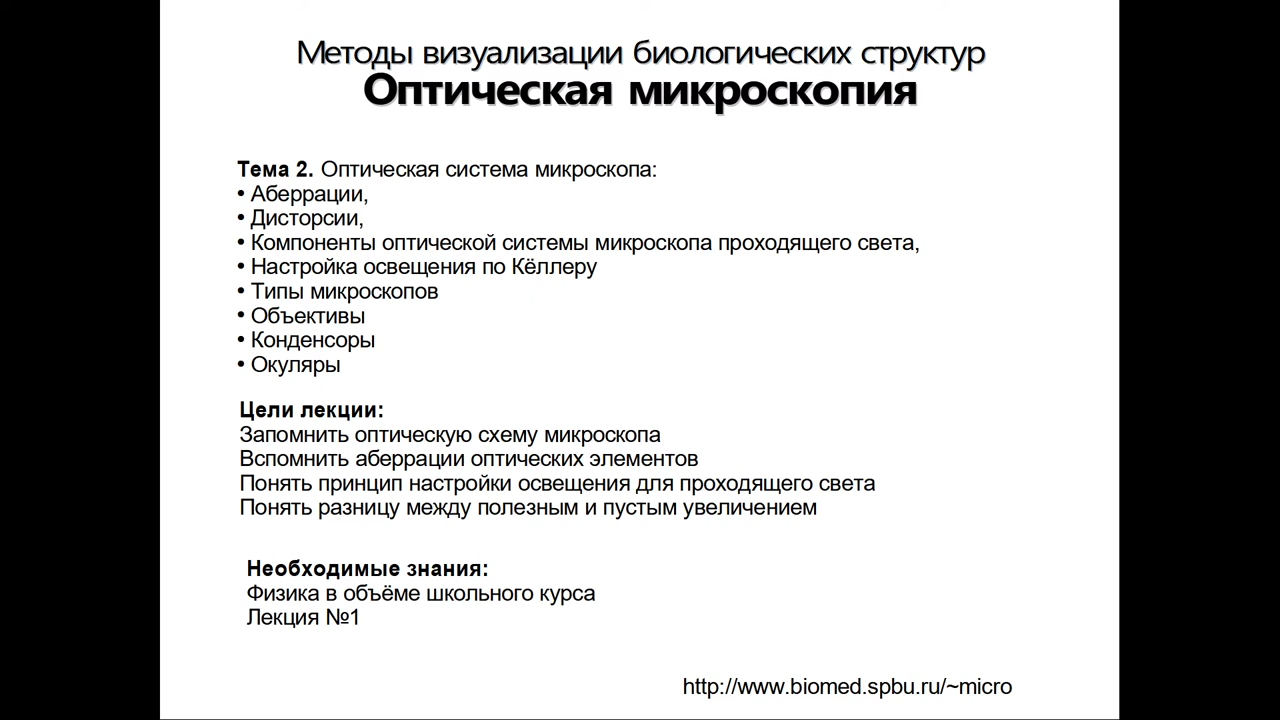 Методы визуализации биологических структур
Оптическая микроскопия
Тема 2. Оптическая система микроскопа:
• Аберрации,
• Дисторсии,
• Компоненты оптической системы микроскопа проходящего света,
• Настройка освещения по Кёллеру
• Типы микроскопов
• Объективы
• Конденсоры
• Окуляры
Цели лекции:
Запомнить оптическую схему микроскопа
Вспомнить аберрации оптических элементов
Понять принцип настройки освещения для проходящего света
Понять разницу между полезным и пустым увеличением
Необходимые знания:
Физика в объёме школьного курса
Лекция №1
http://www.biomed.spbu.ru/~micro